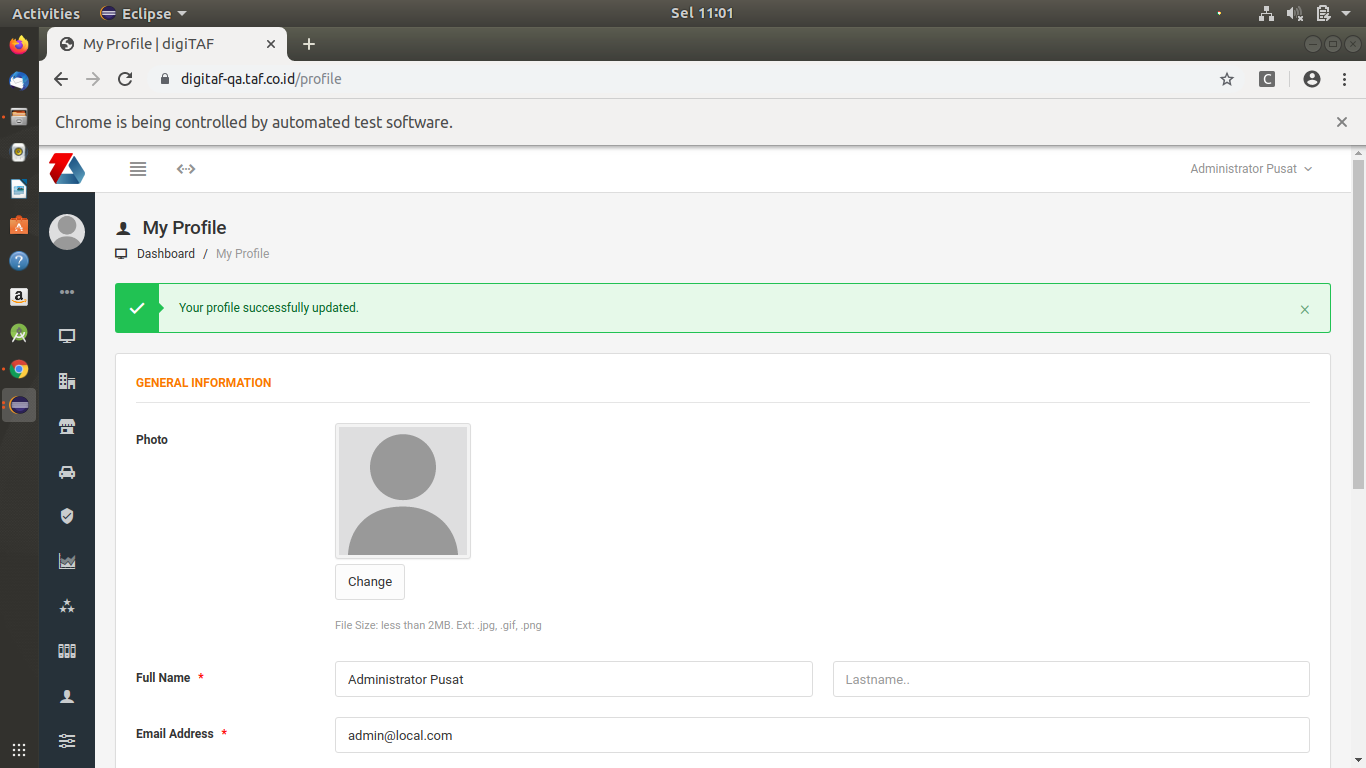 Activities Eclipse Sel 11:01
My Profile | digiTAF
digitaf-qa.taf.co.id/profile C
Chrome is being controlled by automated test software.
Administrator Pusat
My Profile
Dashboard / My Profile
Your profile successfully updated.
GENERAL INFORMATION
Photo
Change
File Size: less than 2MB. Ext: .jpg, .gif, .png
Full Name * Administrator Pusat Lastname..
Email Address * admin@local.com